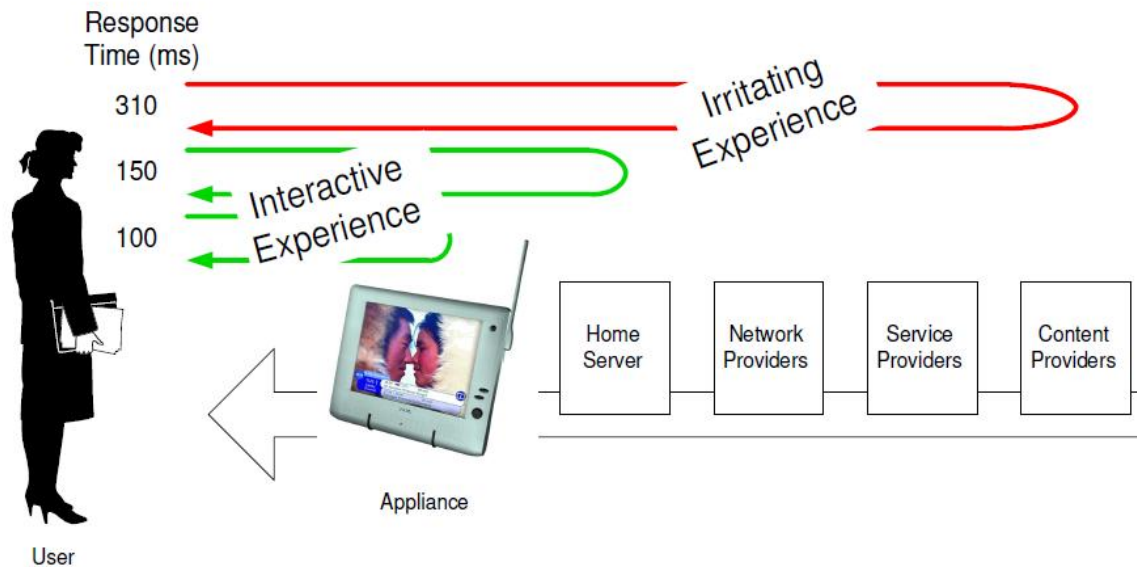 Response
Time (ms)
310
150
100
Irritating
Experience
Interactive
Experience
Home
Server
Network
Providers
Service
Providers
Content
Providers
Appliance
User